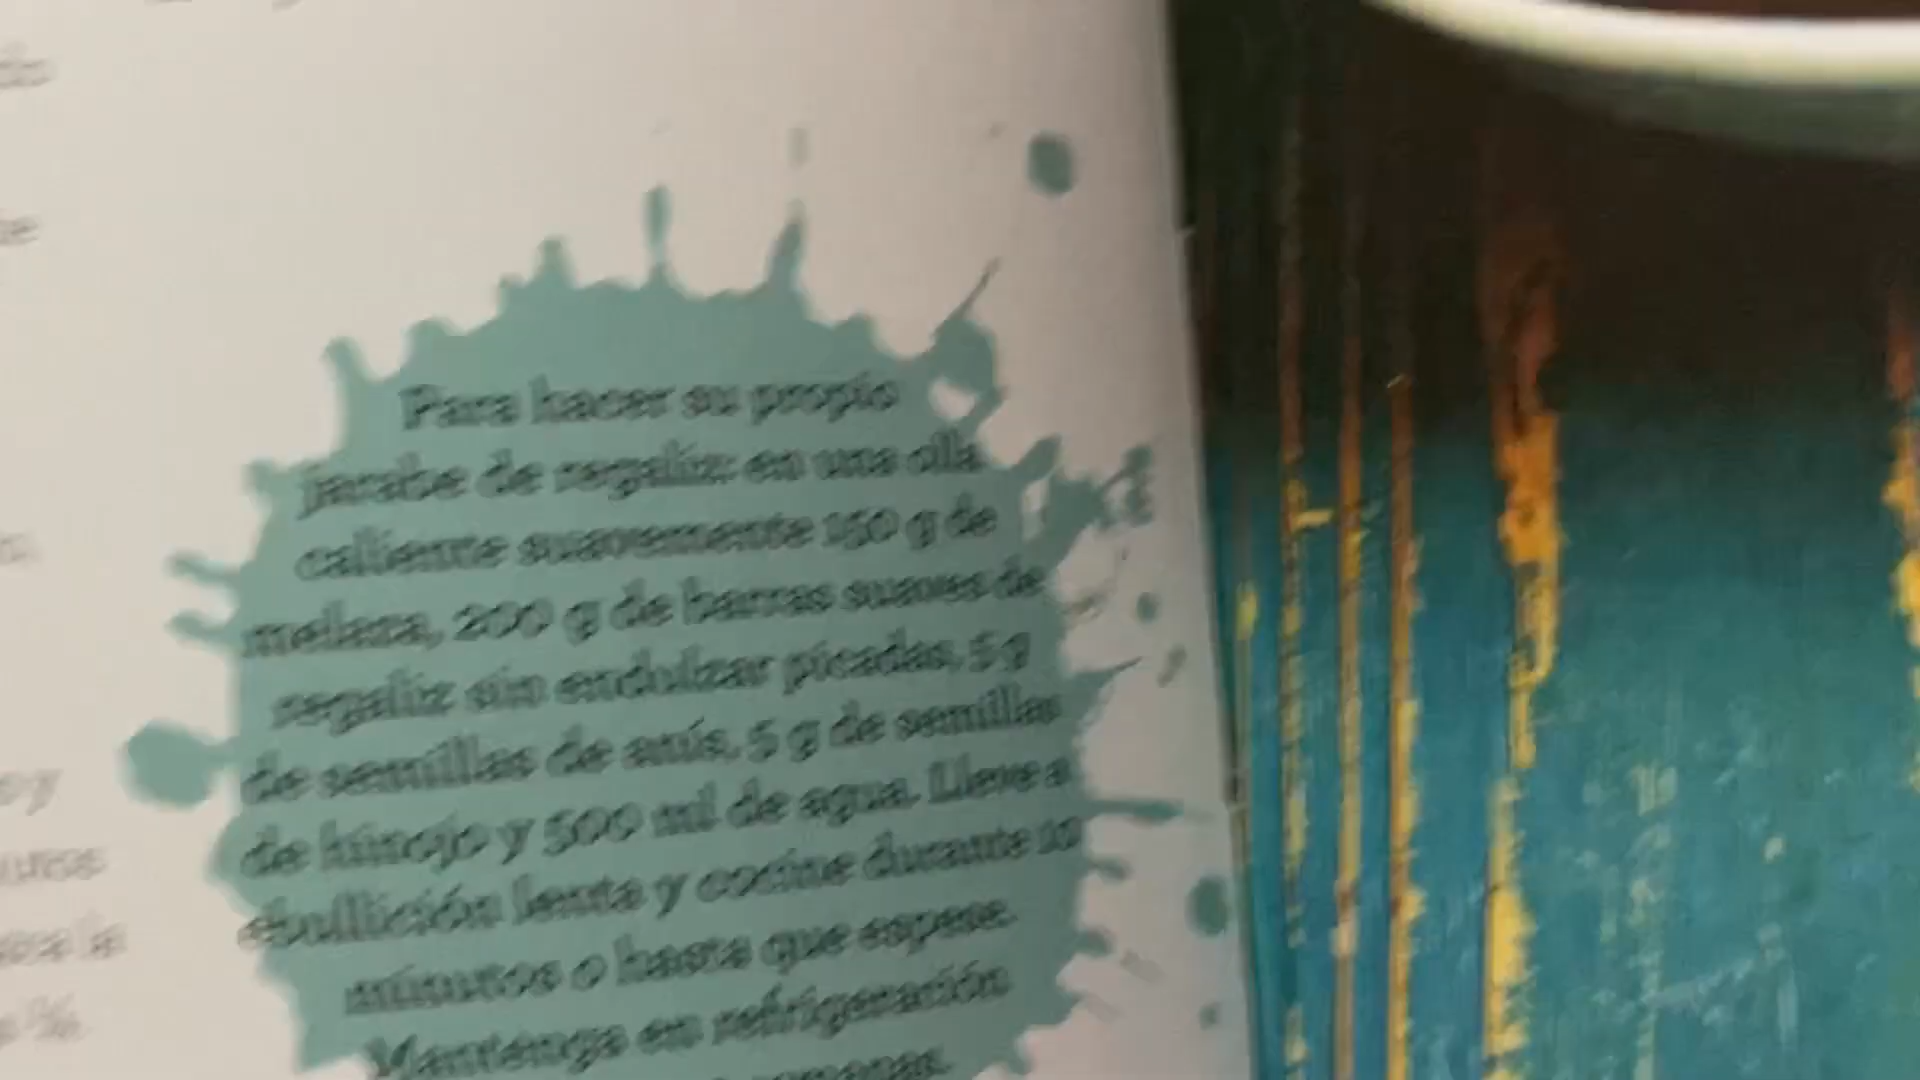 Para hacer su propio
jarabe de regaliz: en una olla
caliente suavemente 150 g de
melaza, 200 g de barras suaves de
regaliz sin endulzar picadas, 5 g
de semillas de anís, 5 g de semillas
de hinojo y 500 ml de agua. Lleve a
ebullición lenta y cocine durante 10
minutos o hasta que espese.
Mantenga en refrigeración
semanas.